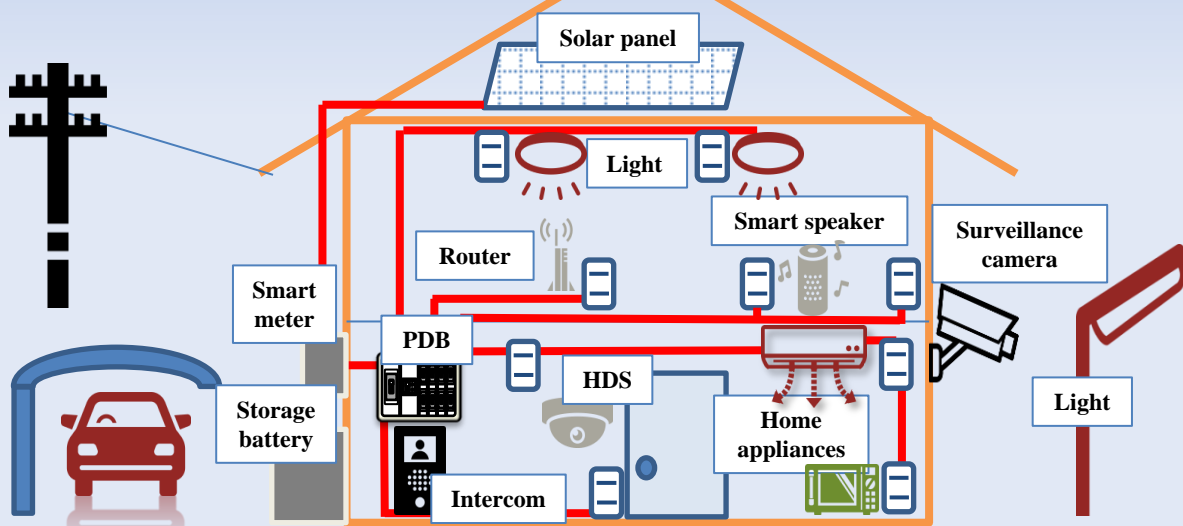 Solar panel
Light
Smart speaker
Surveillance
camera
Router
Smart
meter
PDB
HDS
Storage
battery
Home
appliances
Light
Intercom